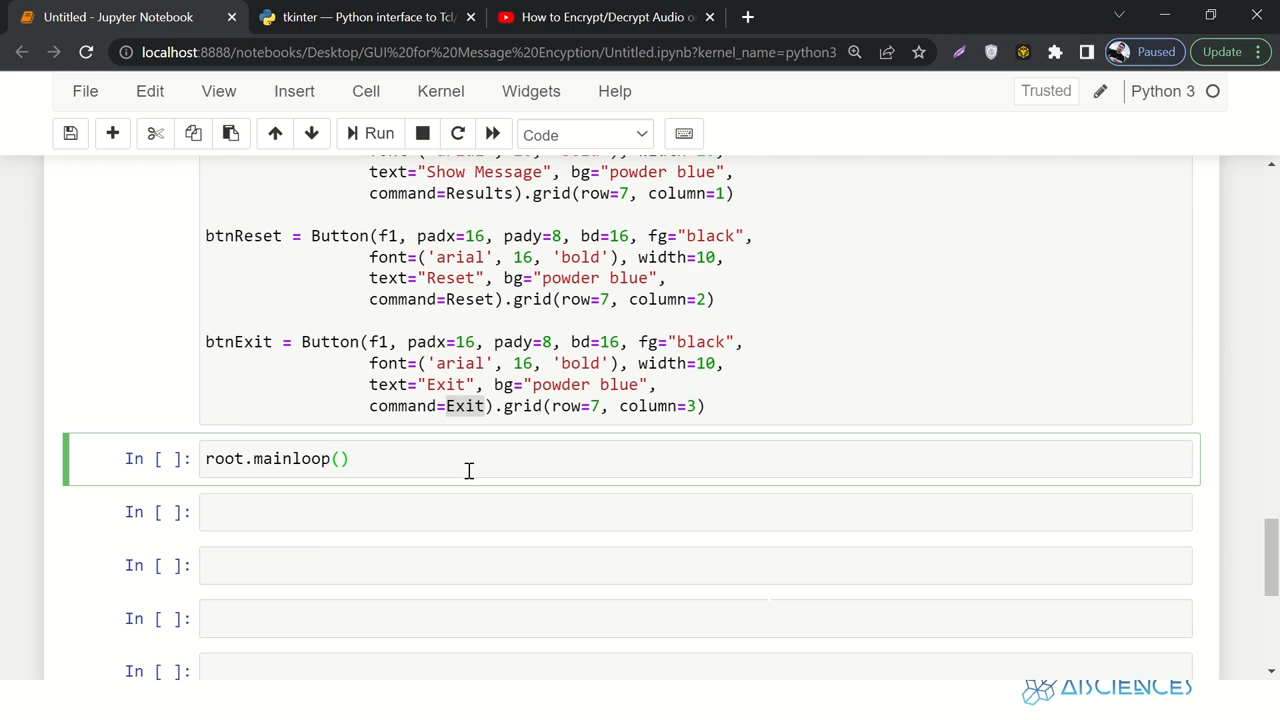 Untitled - Jupyter Notebook
tkinter — Python interface to Tcl/
How to Encrypt/Decrypt Audio o
localhost:8888/notebooks/Desktop/GUI%20for%20Message%20Encyption/Untitled.ipynb?kernel_name=python3
Paused
Update
File Edit View Insert Cell Kernel Widgets Help
Trusted
Python 3
Run
Code
text="Show Message", bg="powder blue",
command=Results).grid(row=7, column=1)
btnReset = Button(f1, padx=16, pady=8, bd=16, fg="black",
font=('arial', 16, 'bold'), width=10,
text="Reset", bg="powder blue",
command=Reset).grid(row=7, column=2)
btnExit = Button(f1, padx=16, pady=8, bd=16, fg="black",
font=('arial', 16, 'bold'), width=10,
text="Exit", bg="powder blue",
command=Exit).grid(row=7, column=3)
In [ ]: root.mainloop()
In [ ]:
In [ ]:
In [ ]:
In [ ]:
AISCIENCES